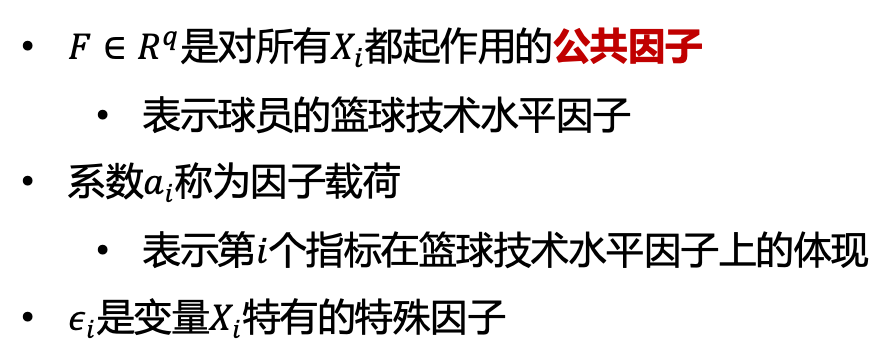 • F ∈ R^q是对所有X_i都起作用的公共因子
• 表示球员的篮球技术水平因子
• 系数a_i称为因子载荷
• 表示第i个指标在篮球技术水平因子上的体现
• ϵ_i是变量X_i特有的特殊因子